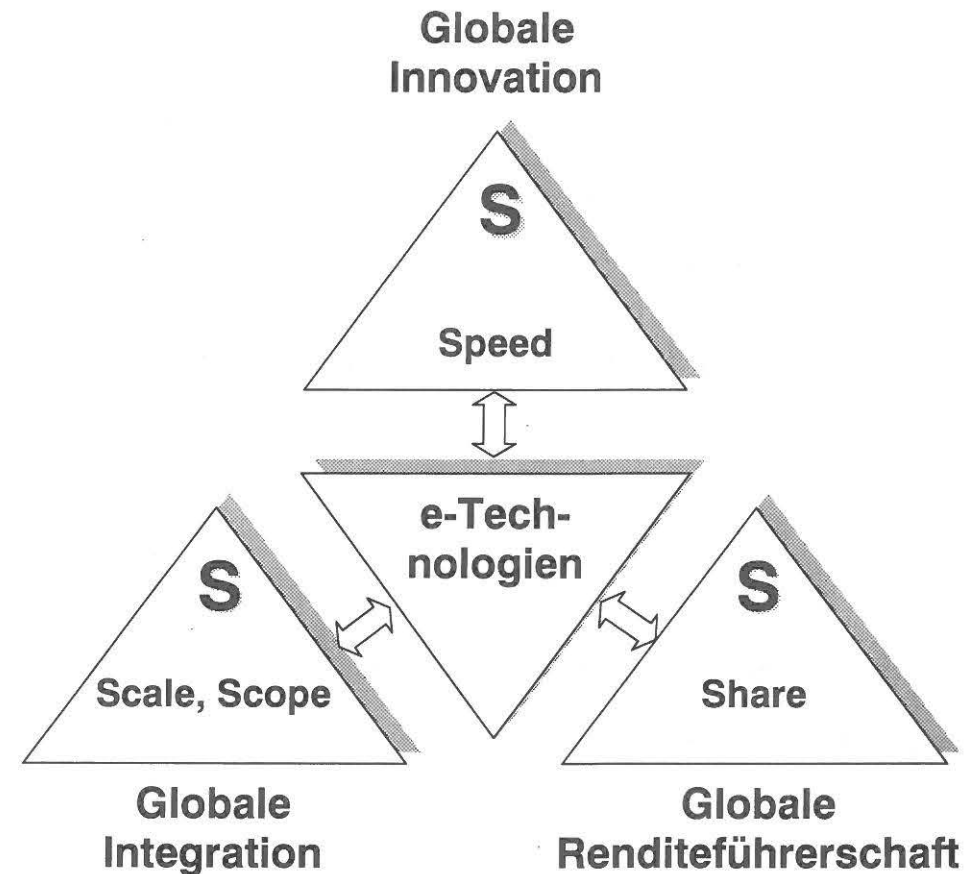 Globale
Innovation
S
Speed
e-Tech-
nologien
S
Scale, Scope
Globale
Integration
S
Share
Globale
Renditeführerschaft